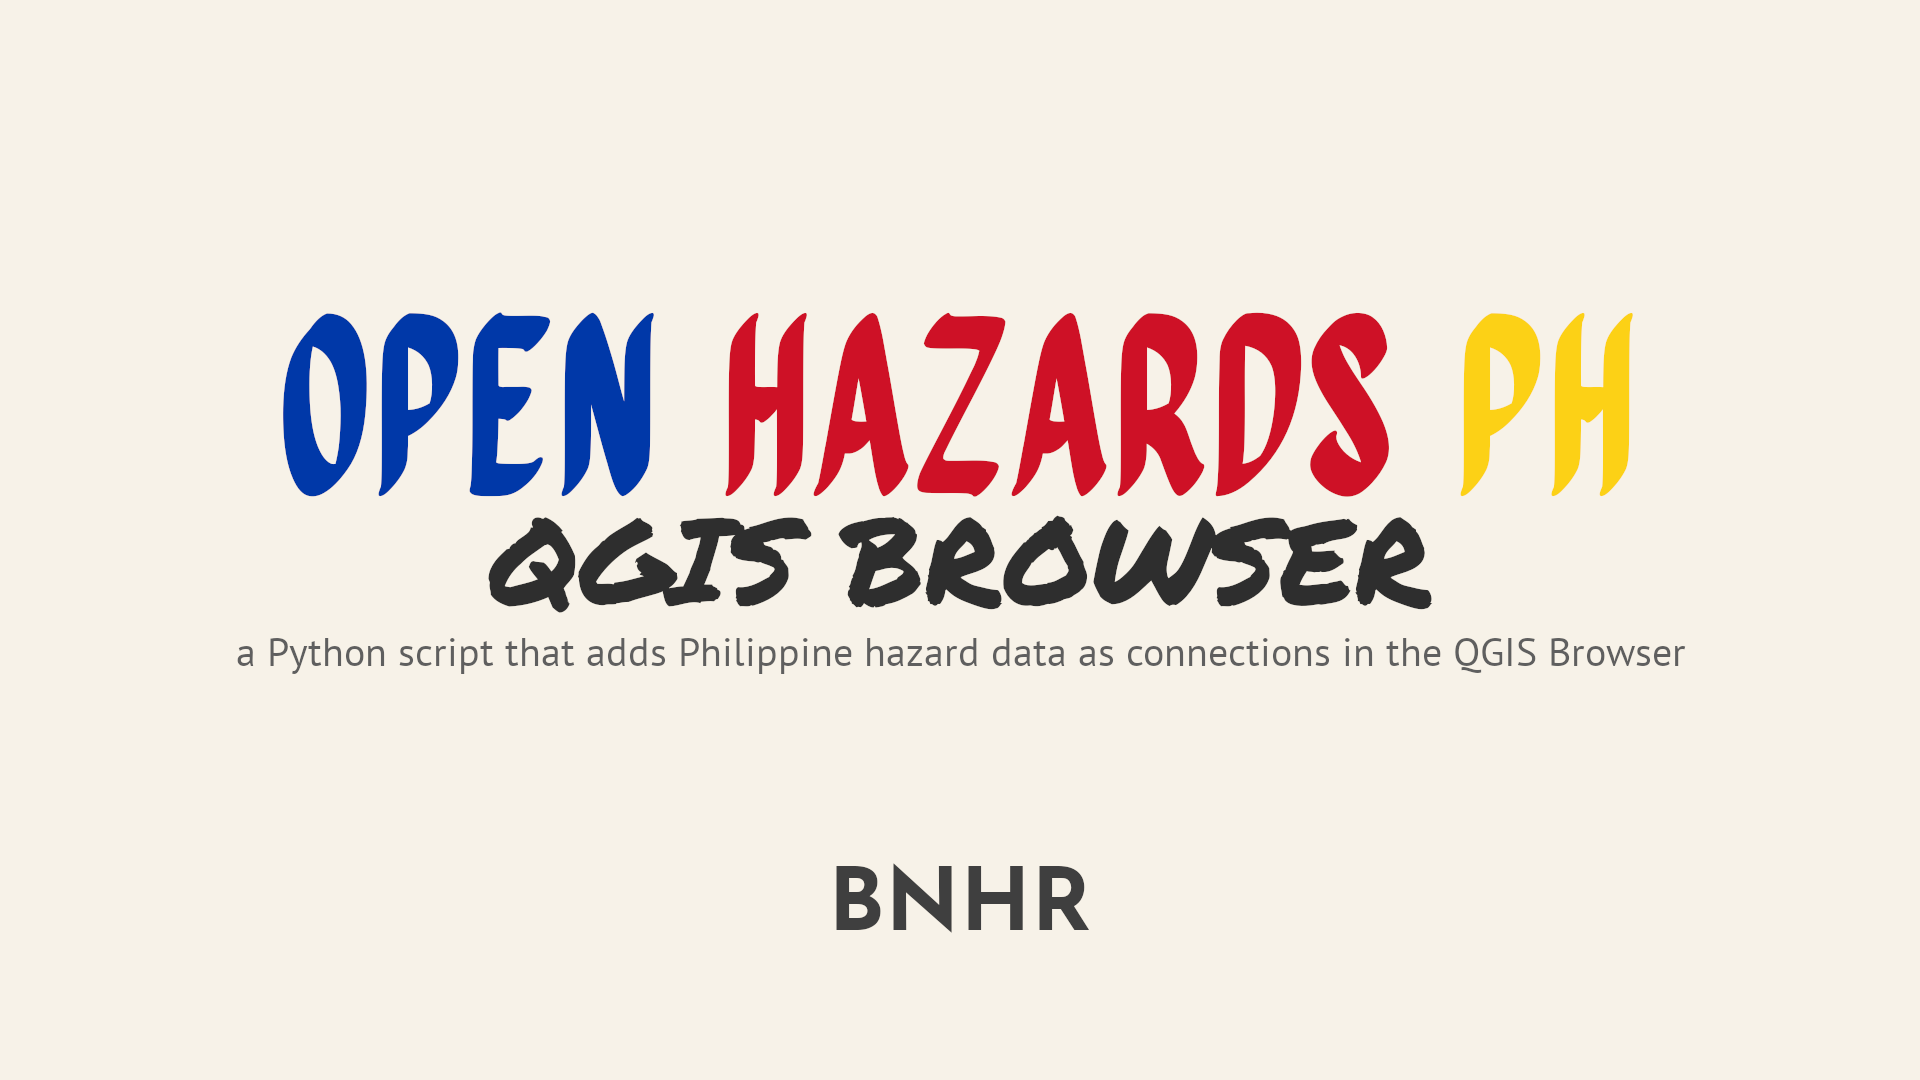 OPEN HAZARDS PH
QGIS BROWSER
a Python script that adds Philippine hazard data as connections in the QGIS Browser
BNHR